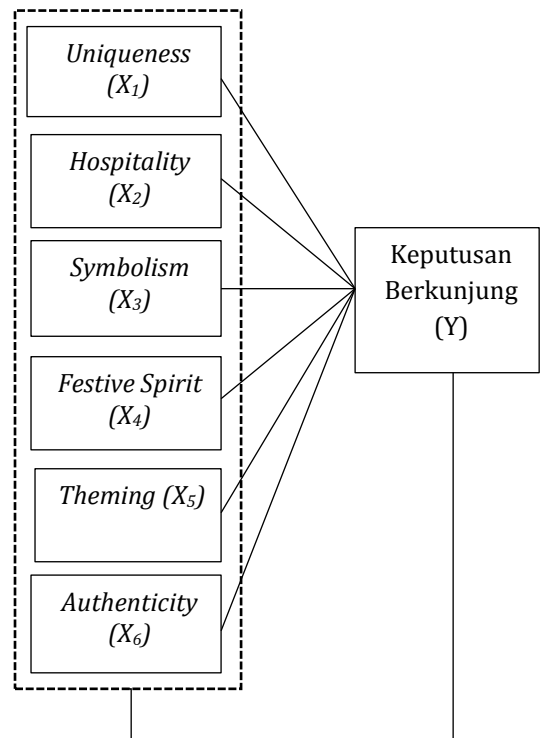 Uniqueness
(X₁)
Hospitality
(X₂)
Symbolism
(X₃)
Festive Spirit
(X₄)
Theming (X₅)
Authenticity
(X₆)
Keputusan
Berkunjung
(Y)